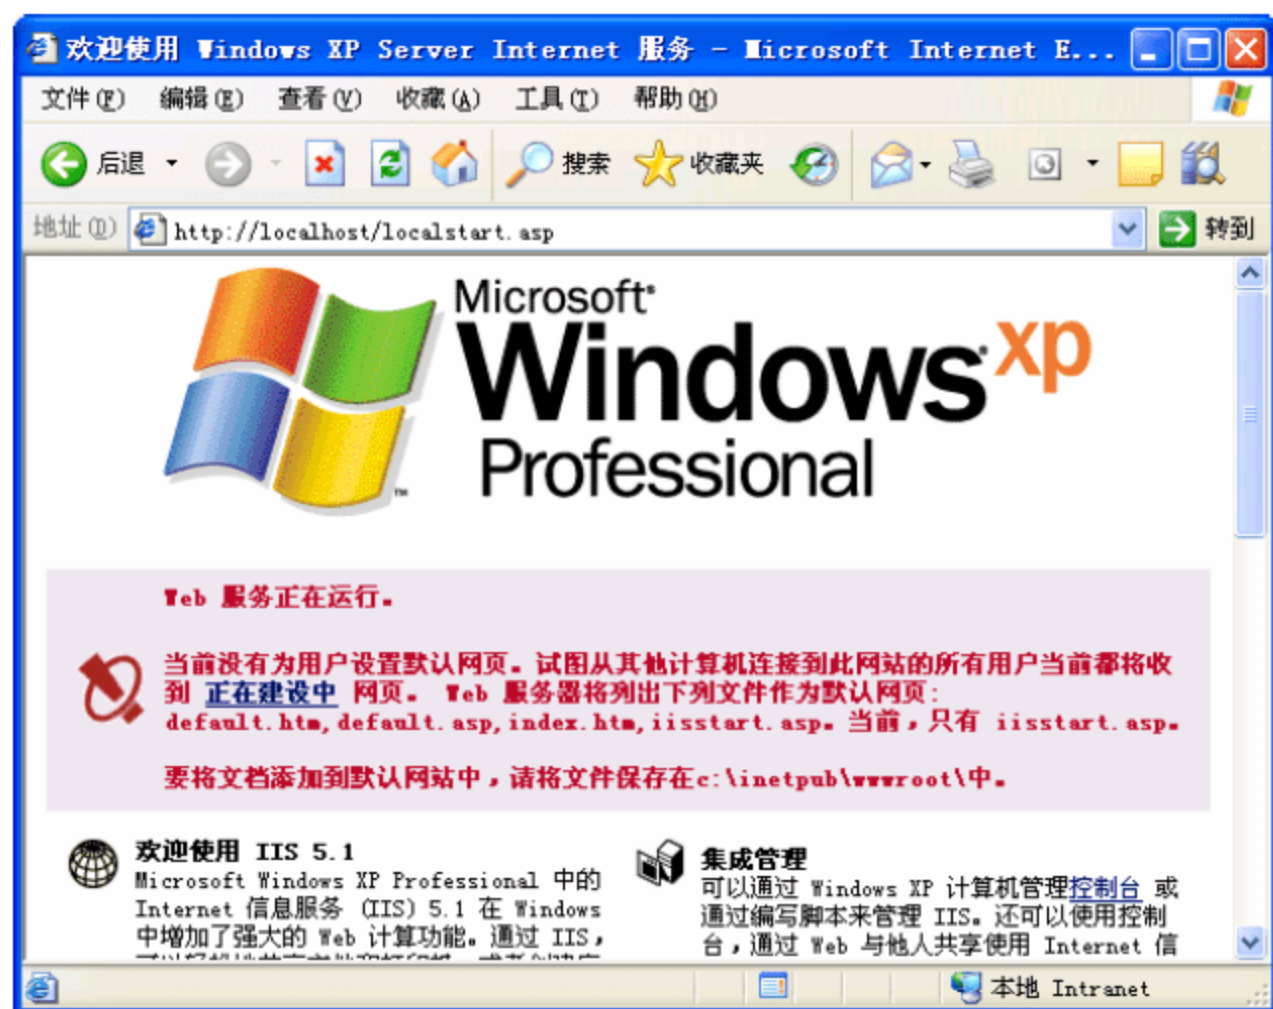 欢迎使用 Windows XP Server Internet 服务 - Microsoft Internet E...
文件(F) 编辑(E) 查看(V) 收藏(A) 工具(T) 帮助(H)
后退 搜索 收藏夹
地址(D) http://localhost/localstart.asp 转到
Microsoft
Windows xp
Professional
Web 服务正在运行。
当前没有为用户设置默认网页。试图从其他计算机连接到此网站的所有用户当前都将收
到 正在建设中 网页。 Web 服务器将列出下列文件作为默认网页:
default.htm,default.asp,index.htm,iisstart.asp。当前，只有 iisstart.asp。
要将文档添加到默认网站中，请将文件保存在c:\inetpub\wwwroot\中。
欢迎使用 IIS 5.1
Microsoft Windows XP Professional 中的
Internet 信息服务 (IIS) 5.1 在 Windows
中增加了强大的 Web 计算功能。通过 IIS，
集成管理
可以通过 Windows XP 计算机管理控制台 或
通过编写脚本来管理 IIS。还可以使用控制
台，通过 Web 与他人共享使用 Internet 信
本地 Intranet